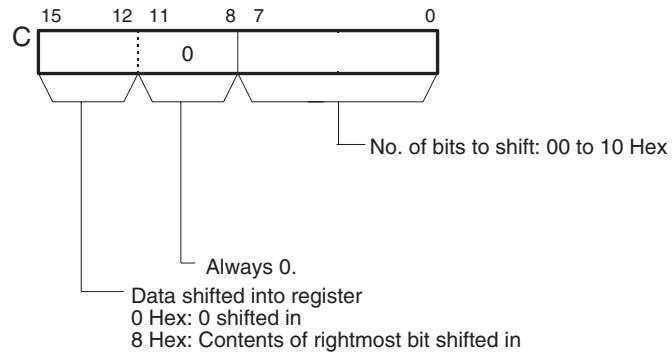 15 12 11 8 7 0
C
0
No. of bits to shift: 00 to 10 Hex
Always 0.
Data shifted into register
0 Hex: 0 shifted in
8 Hex: Contents of rightmost bit shifted in